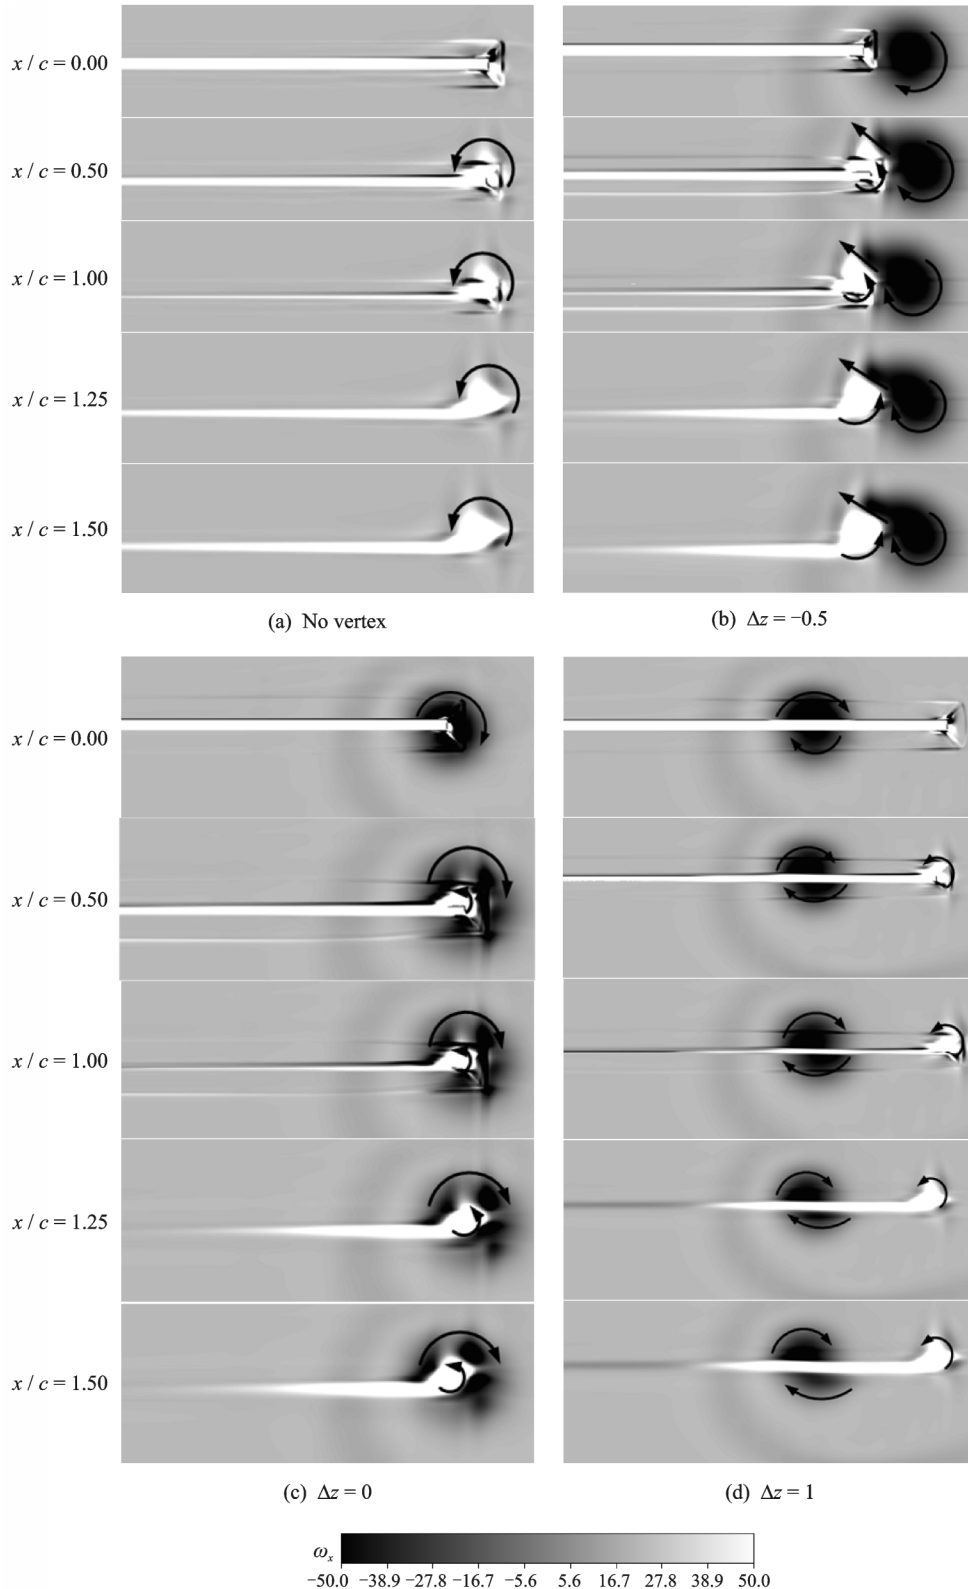 x / c = 0.00
x / c = 0.50
x / c = 1.00
x / c = 1.25
x / c = 1.50
(a) No vertex
(b) Δz = −0.5
x / c = 0.00
x / c = 0.50
x / c = 1.00
x / c = 1.25
x / c = 1.50
(c) Δz = 0
(d) Δz = 1
ωx
−50.0 −38.9 −27.8 −16.7 −5.6 5.6 16.7 27.8 38.9 50.0